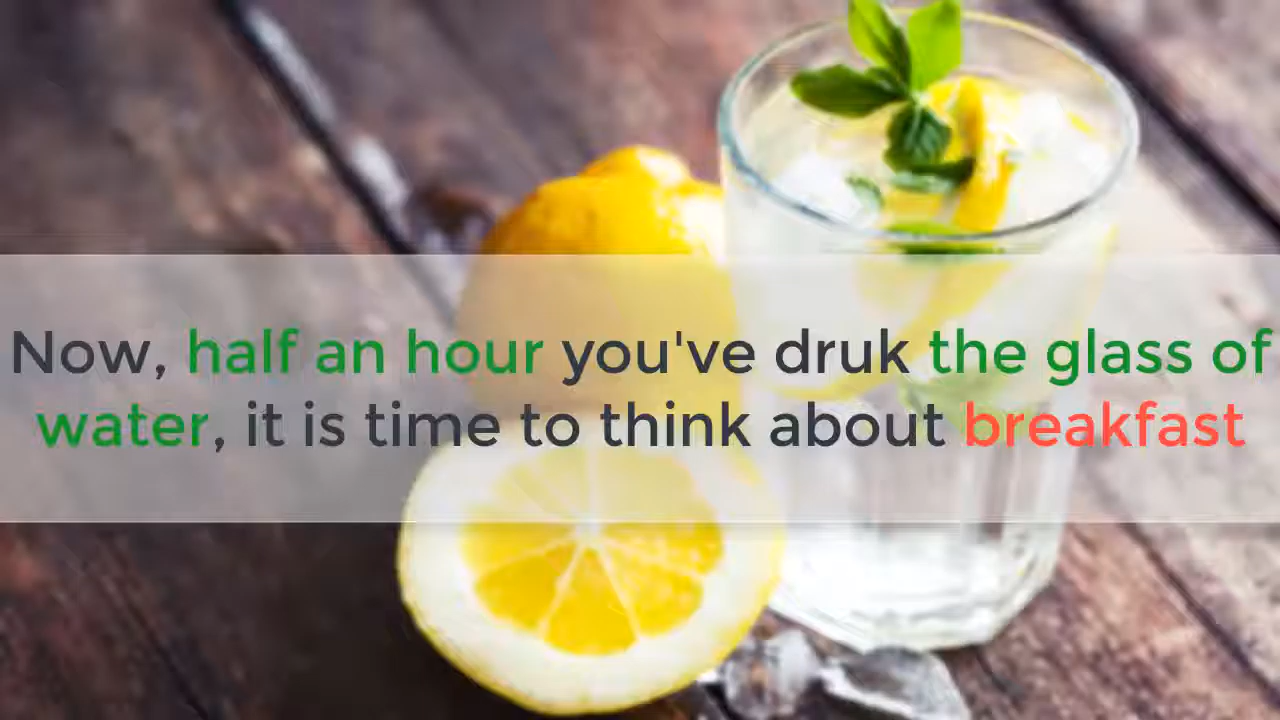 Now, half an hour you've druk the glass of
water, it is time to think about breakfast